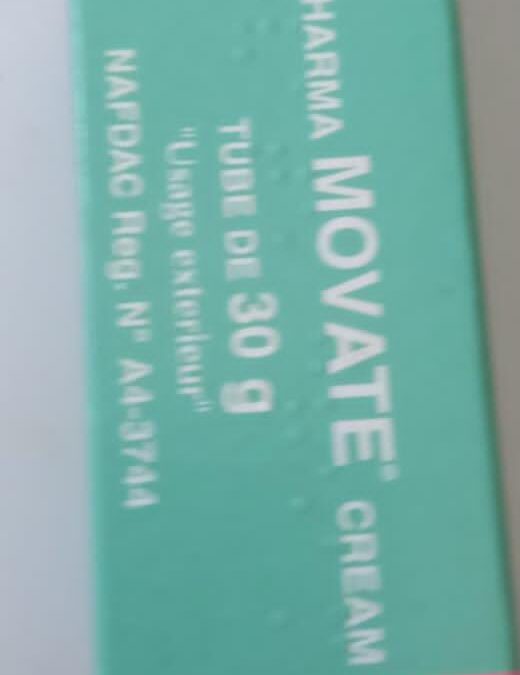 HARMA MOVATE® CREAM
TUBE DE 30 g
"Usage exterieur"
NAFDAC Reg. N° A4-3744